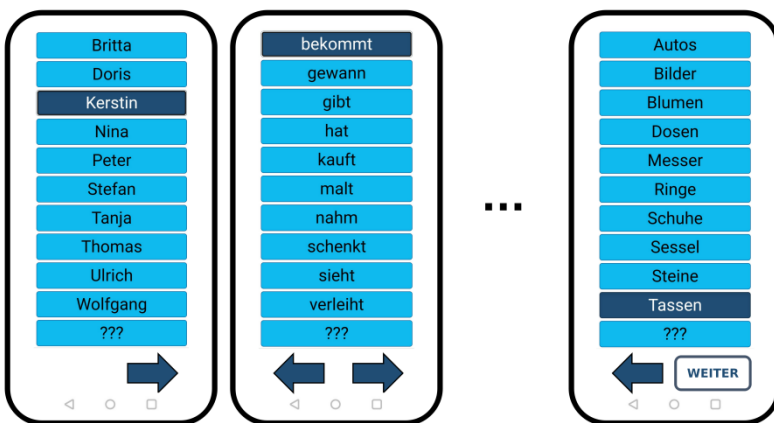 Britta
Doris
Kerstin
Nina
Peter
Stefan
Tanja
Thomas
Ulrich
Wolfgang
???
bekommt
gewann
gibt
hat
kauft
malt
nahm
schenkt
sieht
verleiht
???
...
Autos
Bilder
Blumen
Dosen
Messer
Ringe
Schuhe
Sessel
Steine
Tassen
???
WEITER